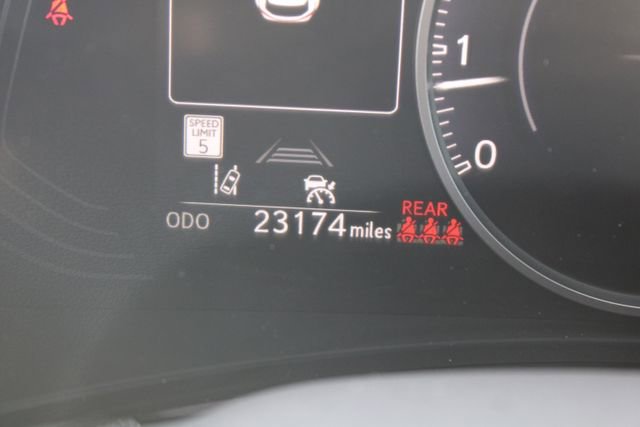 1
SPEED
LIMIT
5
0
REAR
ODO 23174 miles